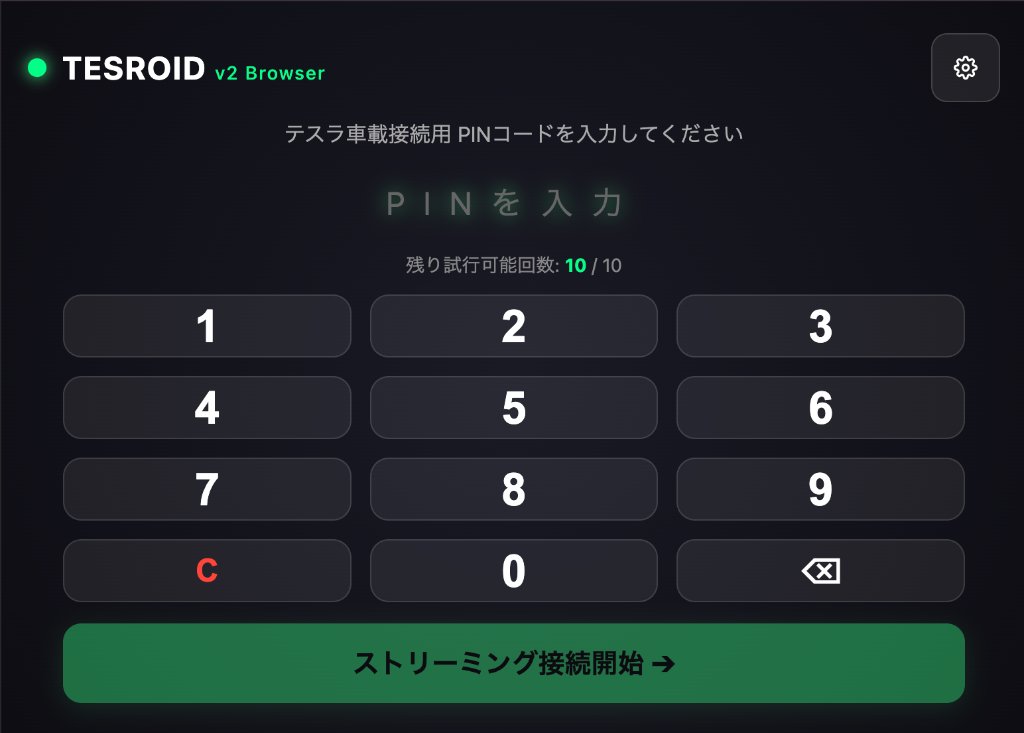 TESROID v2 Browser
テスラ車載接続用 PINコードを入力してください
PINを入力
残り試行可能回数: 10 / 10
1 2 3
4 5 6
7 8 9
C 0
ストリーミング接続開始 →